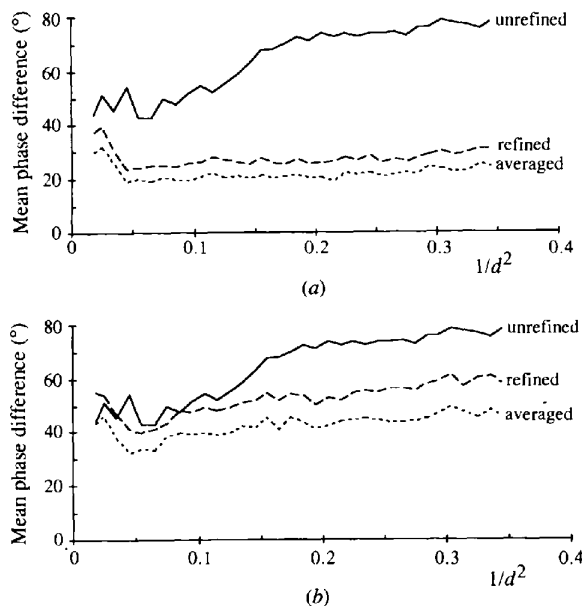 Mean phase difference (°)
80
60
40
20
0
unrefined
refined
averaged
0
0.1
0.2
0.3
0.4
1/d²
(a)
Mean phase difference (°)
80
60
40
20
0
unrefined
refined
averaged
0
0.1
0.2
0.3
0.4
1/d²
(b)